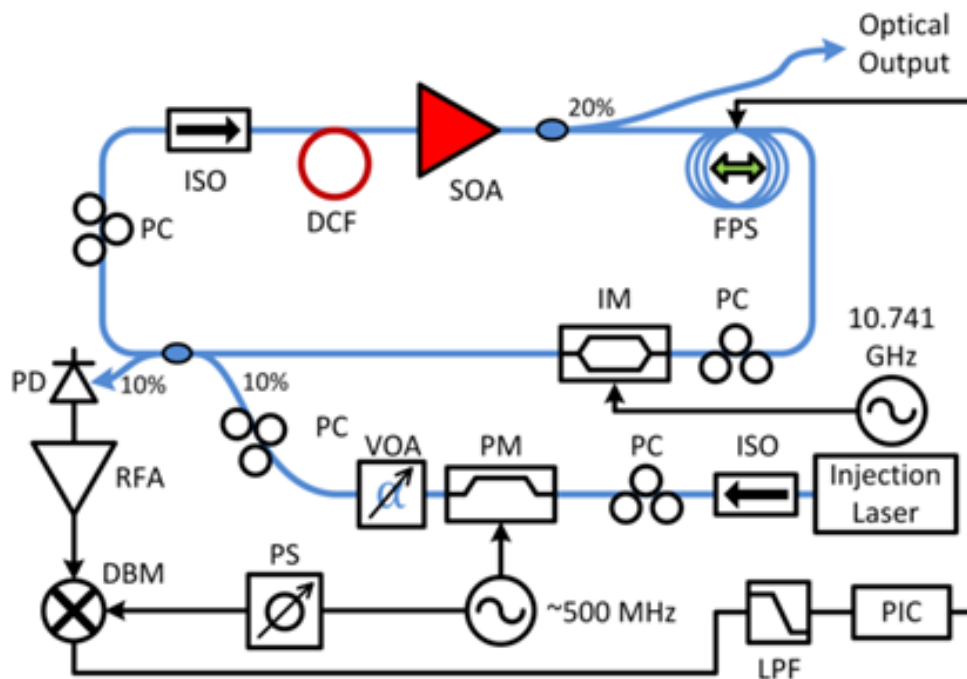 Optical
Output
20%
ISO
DCF
SOA
FPS
PC
IM
PC
10.741
GHz
PD
10%
10%
PC
VOA
PM
PC
ISO
RFA
α
Injection
Laser
DBM
PS
~500 MHz
LPF
PIC